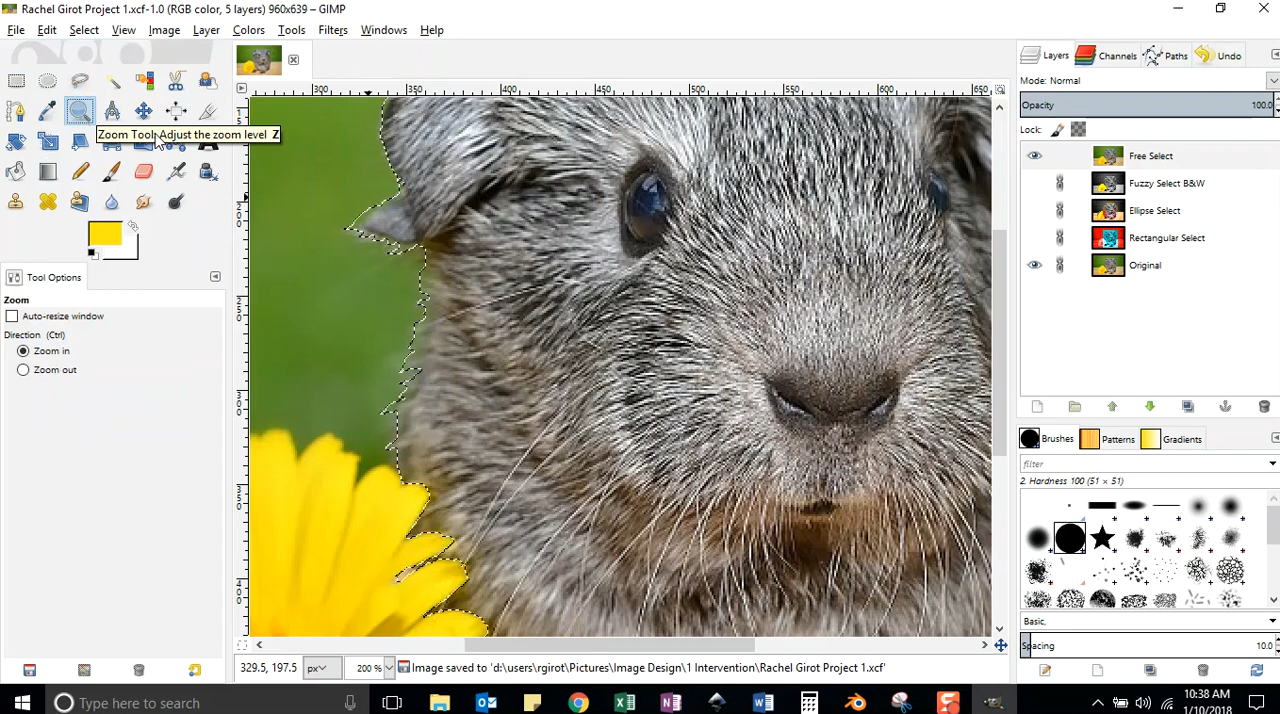 Rachel Girot Project 1.xcf-1.0 (RGB color, 5 layers) 960x639 – GIMP
File Edit Select View Image Layer Colors Tools Filters Windows Help
Layers Channels Paths Undo
Mode: Normal
Opacity 100.0
Lock:
300 350 400 450 500 550 600 650
Zoom Tool: Adjust the zoom level Z
Free Select
Fuzzy Select B&W
Ellipse Select
Rectangular Select
Original
200
250
300
350
400
Tool Options
Zoom
Auto-resize window
Direction (Ctrl)
Zoom in
Zoom out
Brushes Patterns Gradients
filter
2. Hardness 100 (51 × 51)
Basic,
Spacing 10.0
329.5, 197.5 px 200 % Image saved to 'd:\users\rgirot\Pictures\Image Design\1 Intervention\Rachel Girot Project 1.xcf'
Type here to search
10:38 AM
1/10/2018